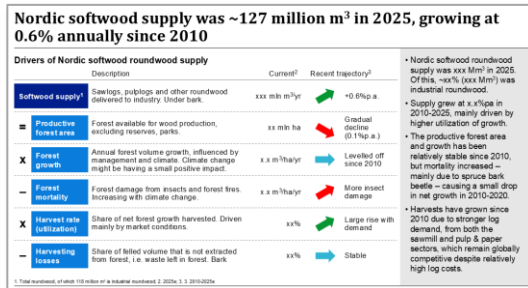 Nordic softwood supply was ~127 million m³ in 2025, growing at
0.6% annually since 2010
Drivers of Nordic softwood roundwood supply
Description
Current²
Recent trajectory³
Softwood supply¹
Sawlogs, pulplogs and other roundwood
delivered to industry. Under bark.
xxx mln m³/yr
+0.6%p.a.
=
Productive
forest area
Forest available for wood production,
excluding reserves, parks.
xx mln ha
Gradual
decline
(0.1%p.a.)
x
Forest
growth
Annual forest volume growth, influenced by
management and climate. Climate change
might be having a small positive impact.
x.x m³/ha/yr
Levelled off
since 2010
–
Forest
mortality
Forest damage from insects and forest fires.
Increasing with climate change.
x.x m³/ha/yr
More insect
damage
x
Harvest rate
(utilization)
Share of net forest growth harvested. Driven
mainly by market conditions.
xx%
Large rise with
demand
–
Harvesting
losses
Share of felled volume that is not extracted
from forest, i.e. waste left in forest. Bark
xx%
Stable
• Nordic softwood roundwood
supply was xxx Mm³ in 2025.
Of this, ~xx% (xxx Mm³) was
industrial roundwood.
• Supply grew at x.x%pa in
2010-2025, mainly driven by
higher utilization of growth.
• The productive forest area
and growth has been
relatively stable since 2010,
but mortality increased –
mainly due to spruce bark
beetle – causing a small drop
in net growth in 2010-2020.
• Harvests have grown since
2010 due to stronger log
demand, from both the
sawmill and pulp & paper
sectors, which remain globally
competitive despite relatively
high log costs.
1. Total roundwood, of which 115 million m³ is industrial roundwood; 2. 2025e; 3. 3. 2010-2025e